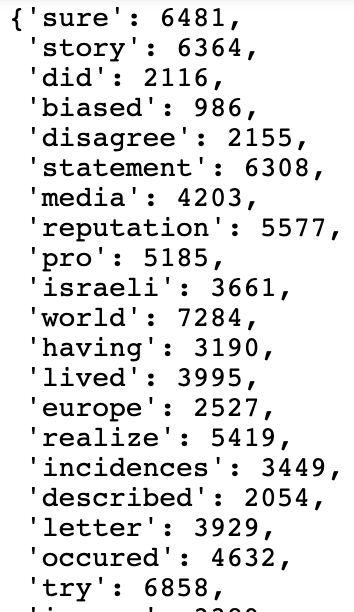 {'sure': 6481,
'story': 6364,
'did': 2116,
'biased': 986,
'disagree': 2155,
'statement': 6308,
'media': 4203,
'reputation': 5577,
'pro': 5185,
'israeli': 3661,
'world': 7284,
'having': 3190,
'lived': 3995,
'europe': 2527,
'realize': 5419,
'incidences': 3449,
'described': 2054,
'letter': 3929,
'occured': 4632,
'try': 6858,